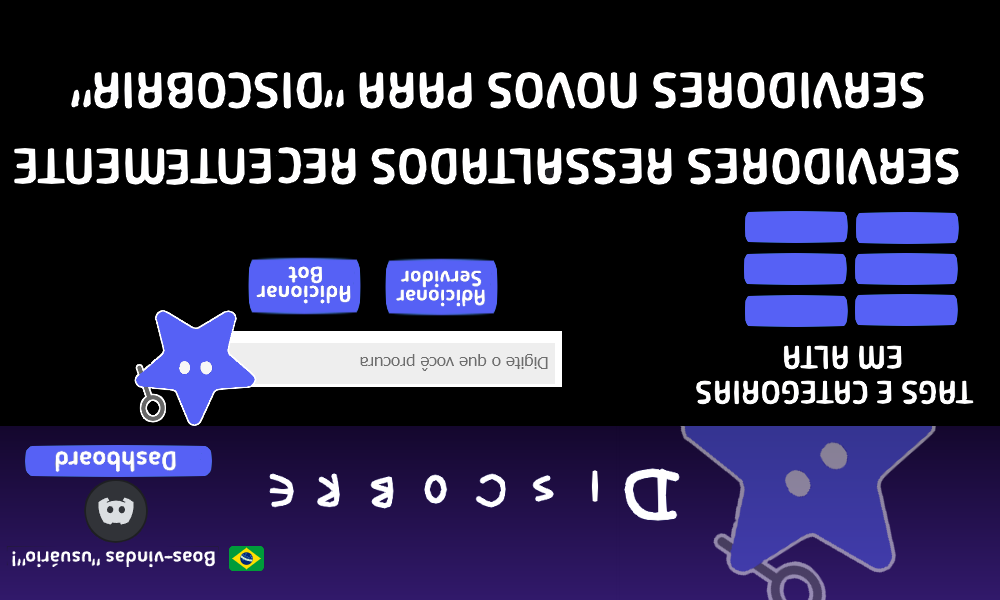 Boas-vindas "usuário"!
DISCOBRE
Dashboard
TAGS E CATEGORIAS
EM ALTA
Digite o que você procura
Adicionar
Servidor
Adicionar
Bot
SERVIDORES RESSALTADOS RECENTEMENTE
SERVIDORES NOVOS PARA "DISCOBRIR"